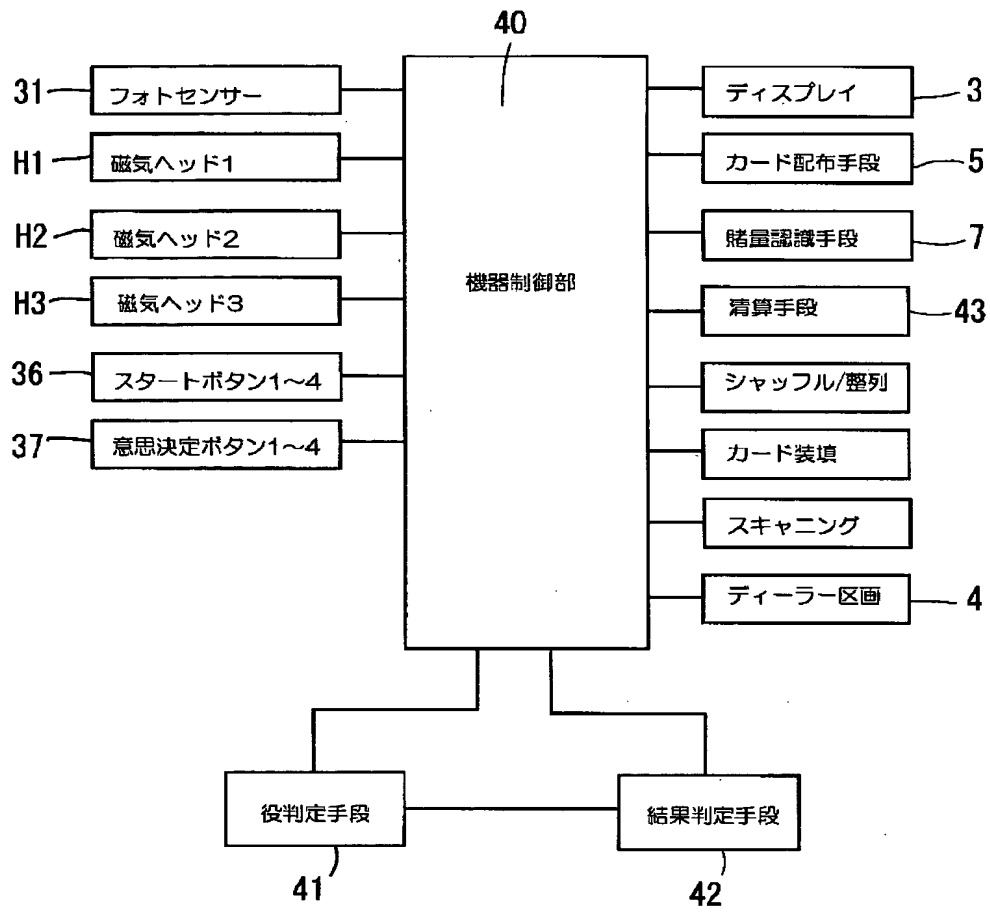 40
31
フォトセンサー
ディスプレイ
3
H1
磁気ヘッド1
カード配布手段
5
H2
磁気ヘッド2
賭量認識手段
7
機器制御部
H3
磁気ヘッド3
清算手段
43
36
スタートボタン1〜4
シャッフル/整列
37
意思決定ボタン1〜4
カード装填
スキャニング
ディーラー区画
4
役判定手段
結果判定手段
41
42